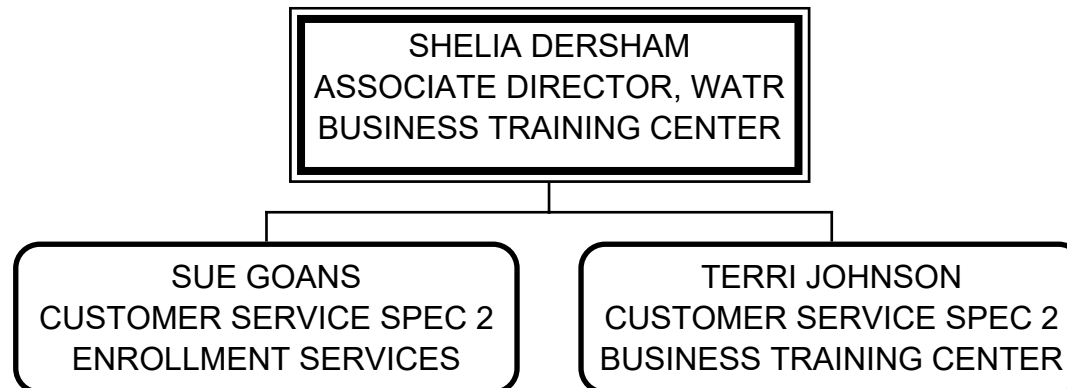 SHELIA DERSHAM
ASSOCIATE DIRECTOR, WATR
BUSINESS TRAINING CENTER
SUE GOANS
CUSTOMER SERVICE SPEC 2
ENROLLMENT SERVICES
TERRI JOHNSON
CUSTOMER SERVICE SPEC 2
BUSINESS TRAINING CENTER